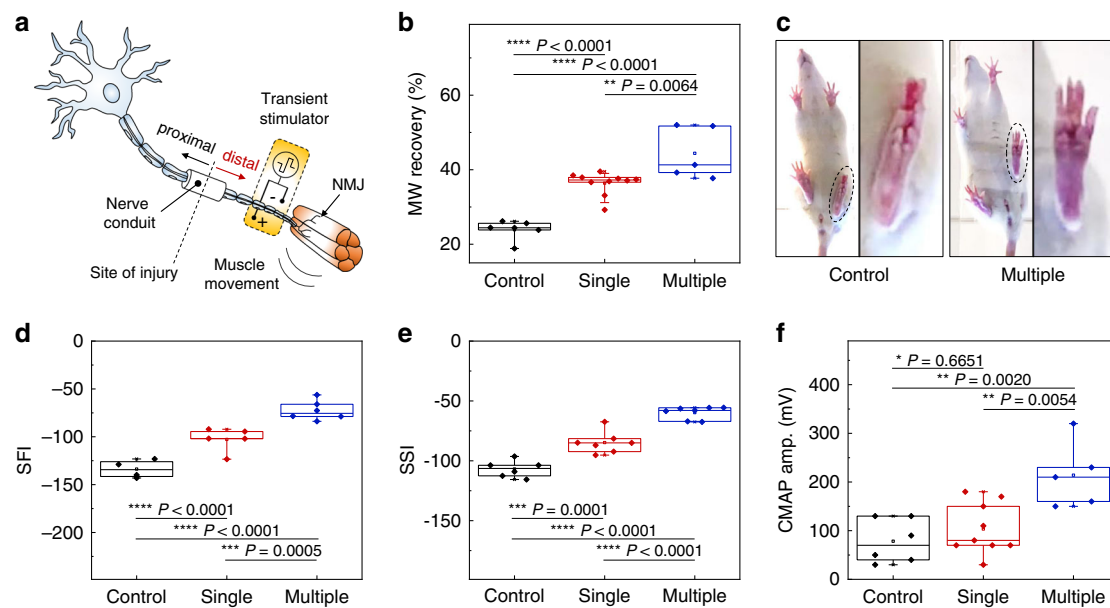 a
Transient
stimulator
proximal
distal
-
+
NMJ
Nerve
conduit
Site of injury
Muscle
movement
b
MW recovery (%)
60
40
20
**** P < 0.0001
**** P < 0.0001
** P = 0.0064
Control Single Multiple
c
Control Multiple
d
SFI
0
−50
−100
−150
−200
**** P < 0.0001
**** P < 0.0001
*** P = 0.0005
Control Single Multiple
e
SSI
0
-50
-100
-150
*** P = 0.0001
**** P < 0.0001
**** P < 0.0001
Control Single Multiple
f
CMAP amp. (mV)
400
300
200
100
0
* P = 0.6651
** P = 0.0020
** P = 0.0054
Control Single Multiple